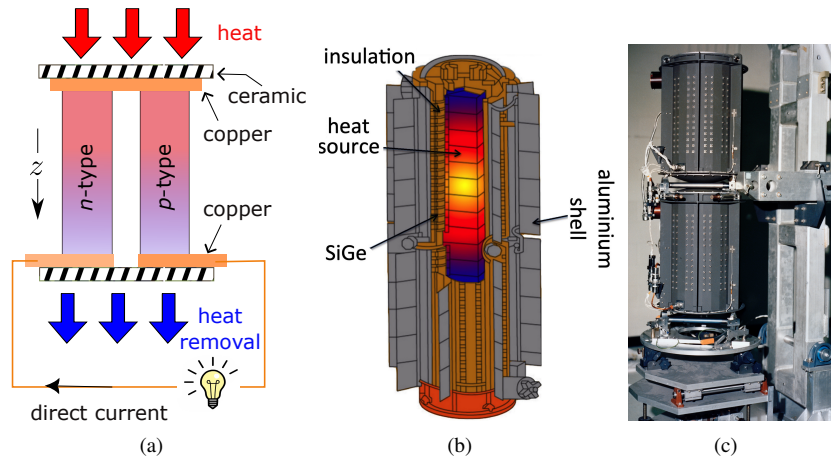 heat
ceramic
copper
z
n-type
p-type
copper
heat
removal
direct current
(a)
insulation
heat
source
SiGe
aluminium
shell
(b)
(c)